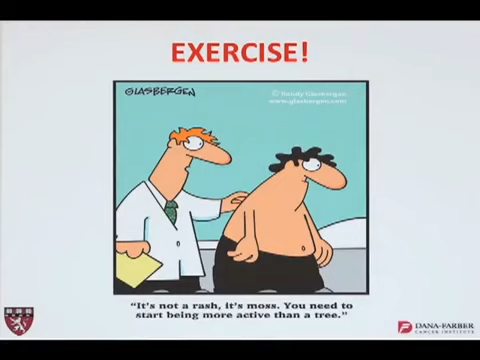 EXERCISE!
GLASBERGEN
© Randy Glasbergen
www.glasbergen.com
"It's not a rash, it's moss. You need to
start being more active than a tree."
DANA-FARBER
CANCER INSTITUTE